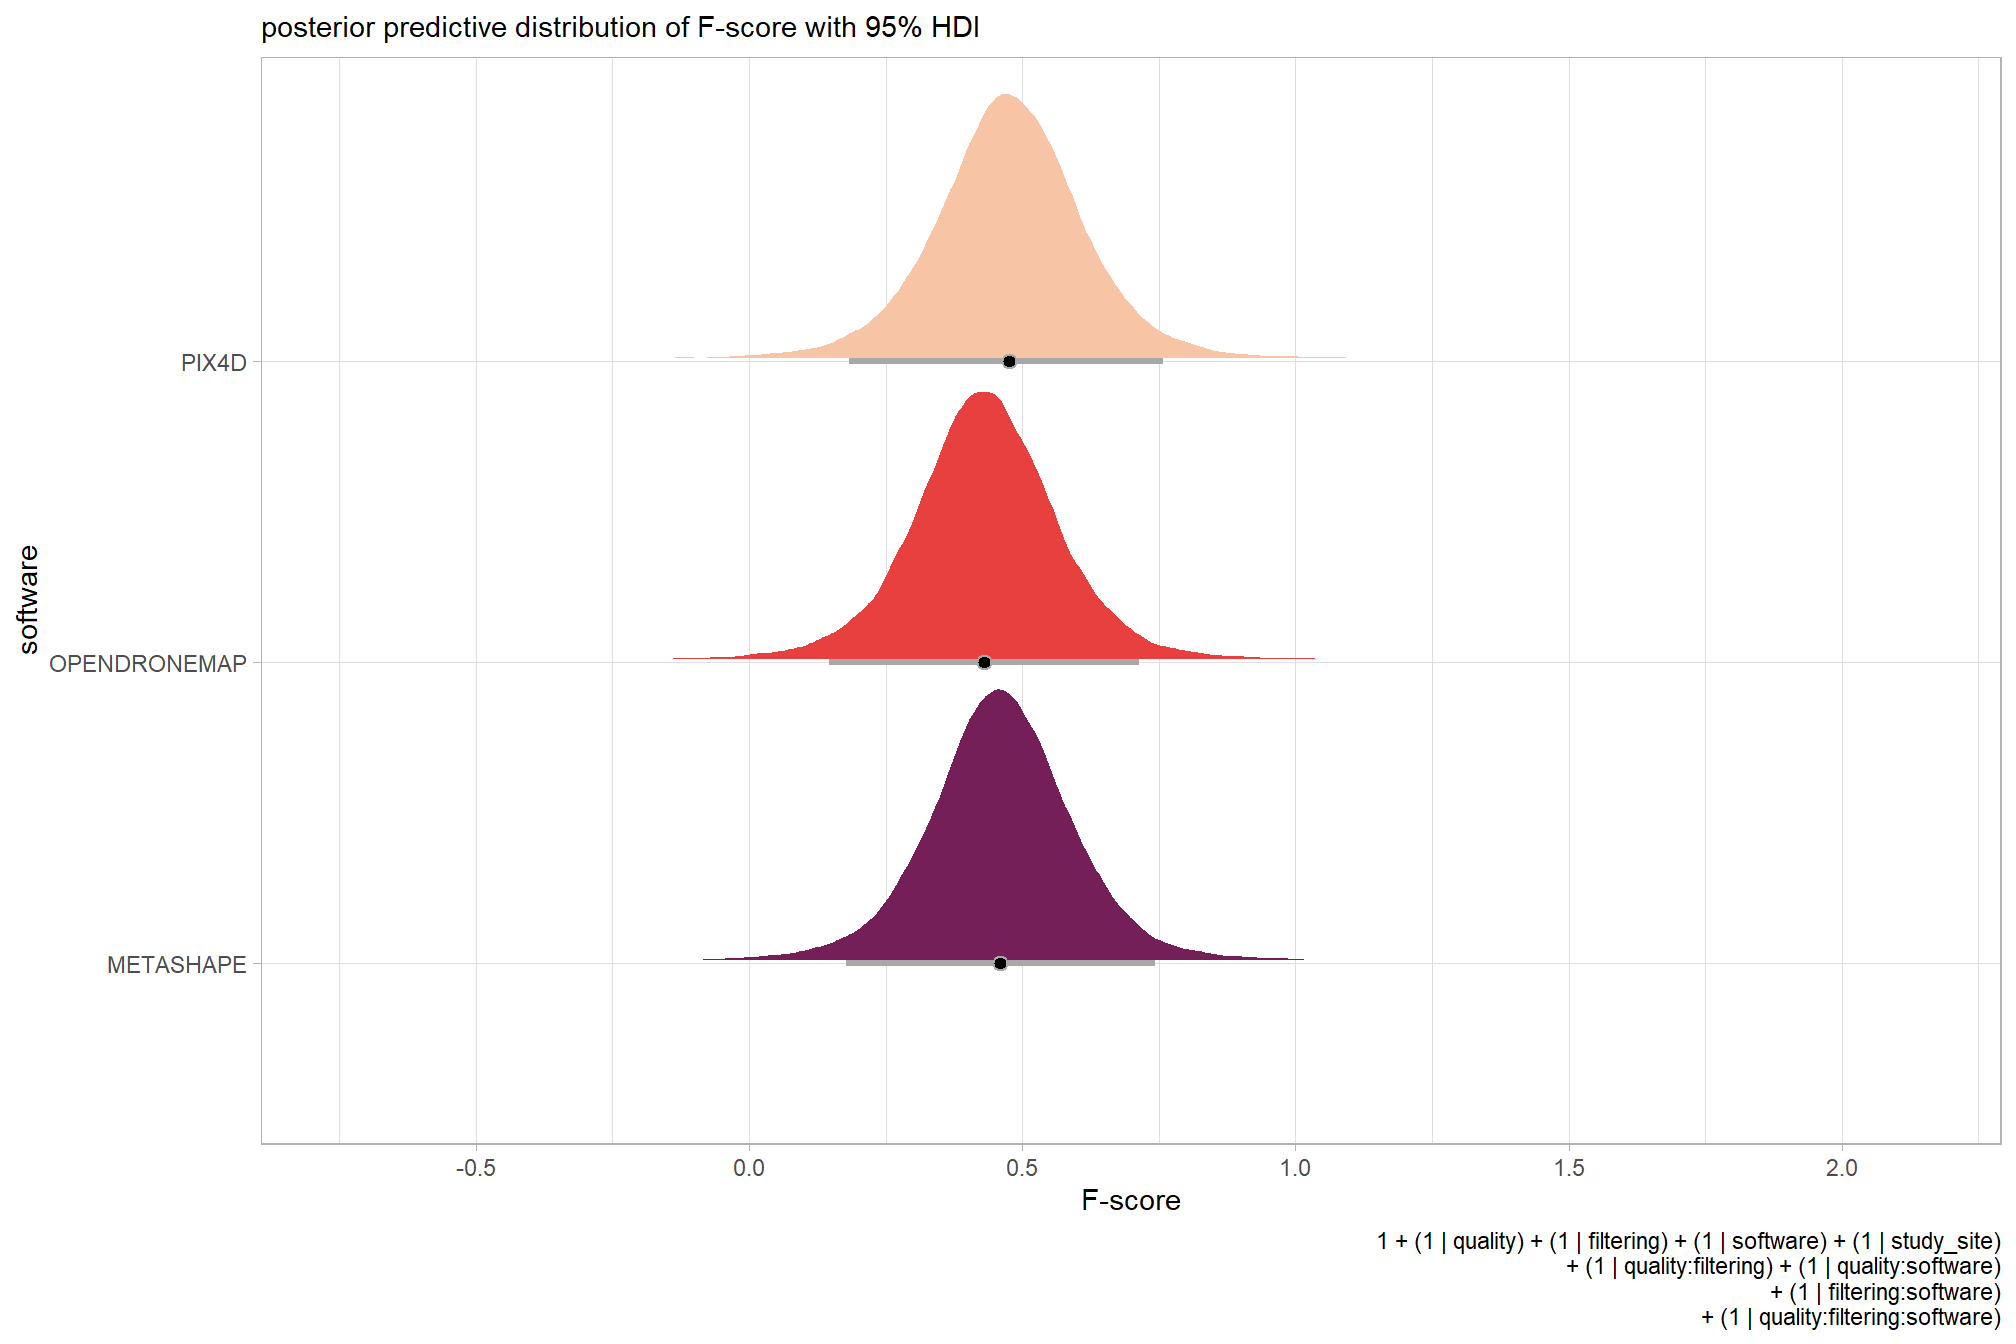 posterior predictive distribution of F-score with 95% HDI
software
PIX4D
OPENDRONEMAP
METASHAPE
-0.5 0.0 0.5 1.0 1.5 2.0
F-score
1 + (1 | quality) + (1 | filtering) + (1 | software) + (1 | study_site)
+ (1 | quality:filtering) + (1 | quality:software)
+ (1 | filtering:software)
+ (1 | quality:filtering:software)